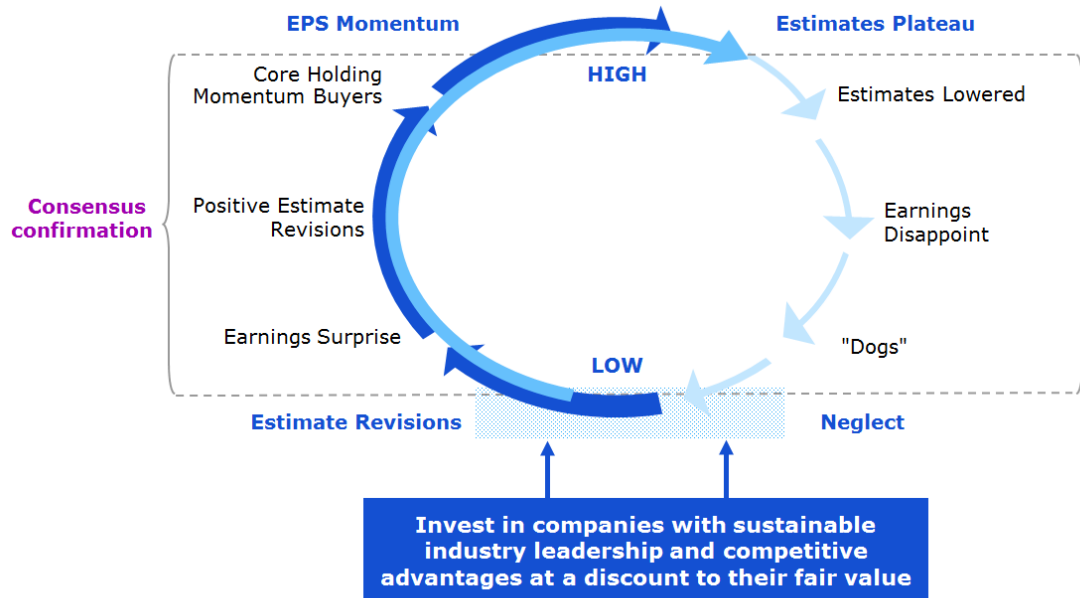 EPS Momentum
Estimates Plateau
Core Holding
Momentum Buyers
HIGH
Estimates Lowered
Consensus
confirmation
Positive Estimate
Revisions
Earnings
Disappoint
Earnings Surprise
"Dogs"
LOW
Estimate Revisions
Neglect
Invest in companies with sustainable
industry leadership and competitive
advantages at a discount to their fair value